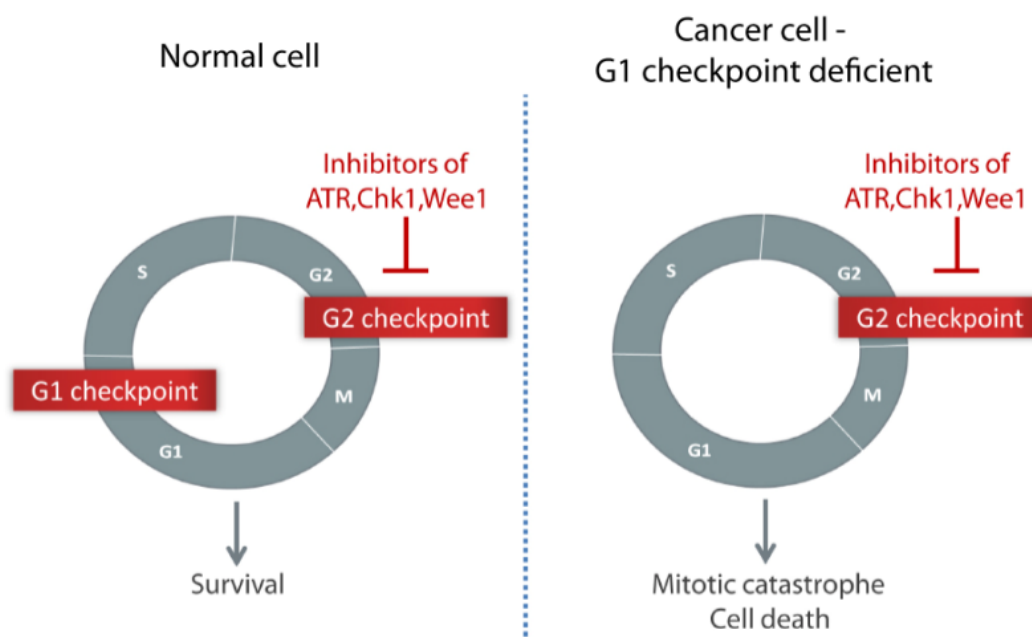 Normal cell
Inhibitors of
ATR,Chk1,Wee1
S
G2
G2 checkpoint
G1 checkpoint
M
G1
Survival
Cancer cell -
G1 checkpoint deficient
Inhibitors of
ATR,Chk1,Wee1
S
G2
G2 checkpoint
M
G1
Mitotic catastrophe
Cell death